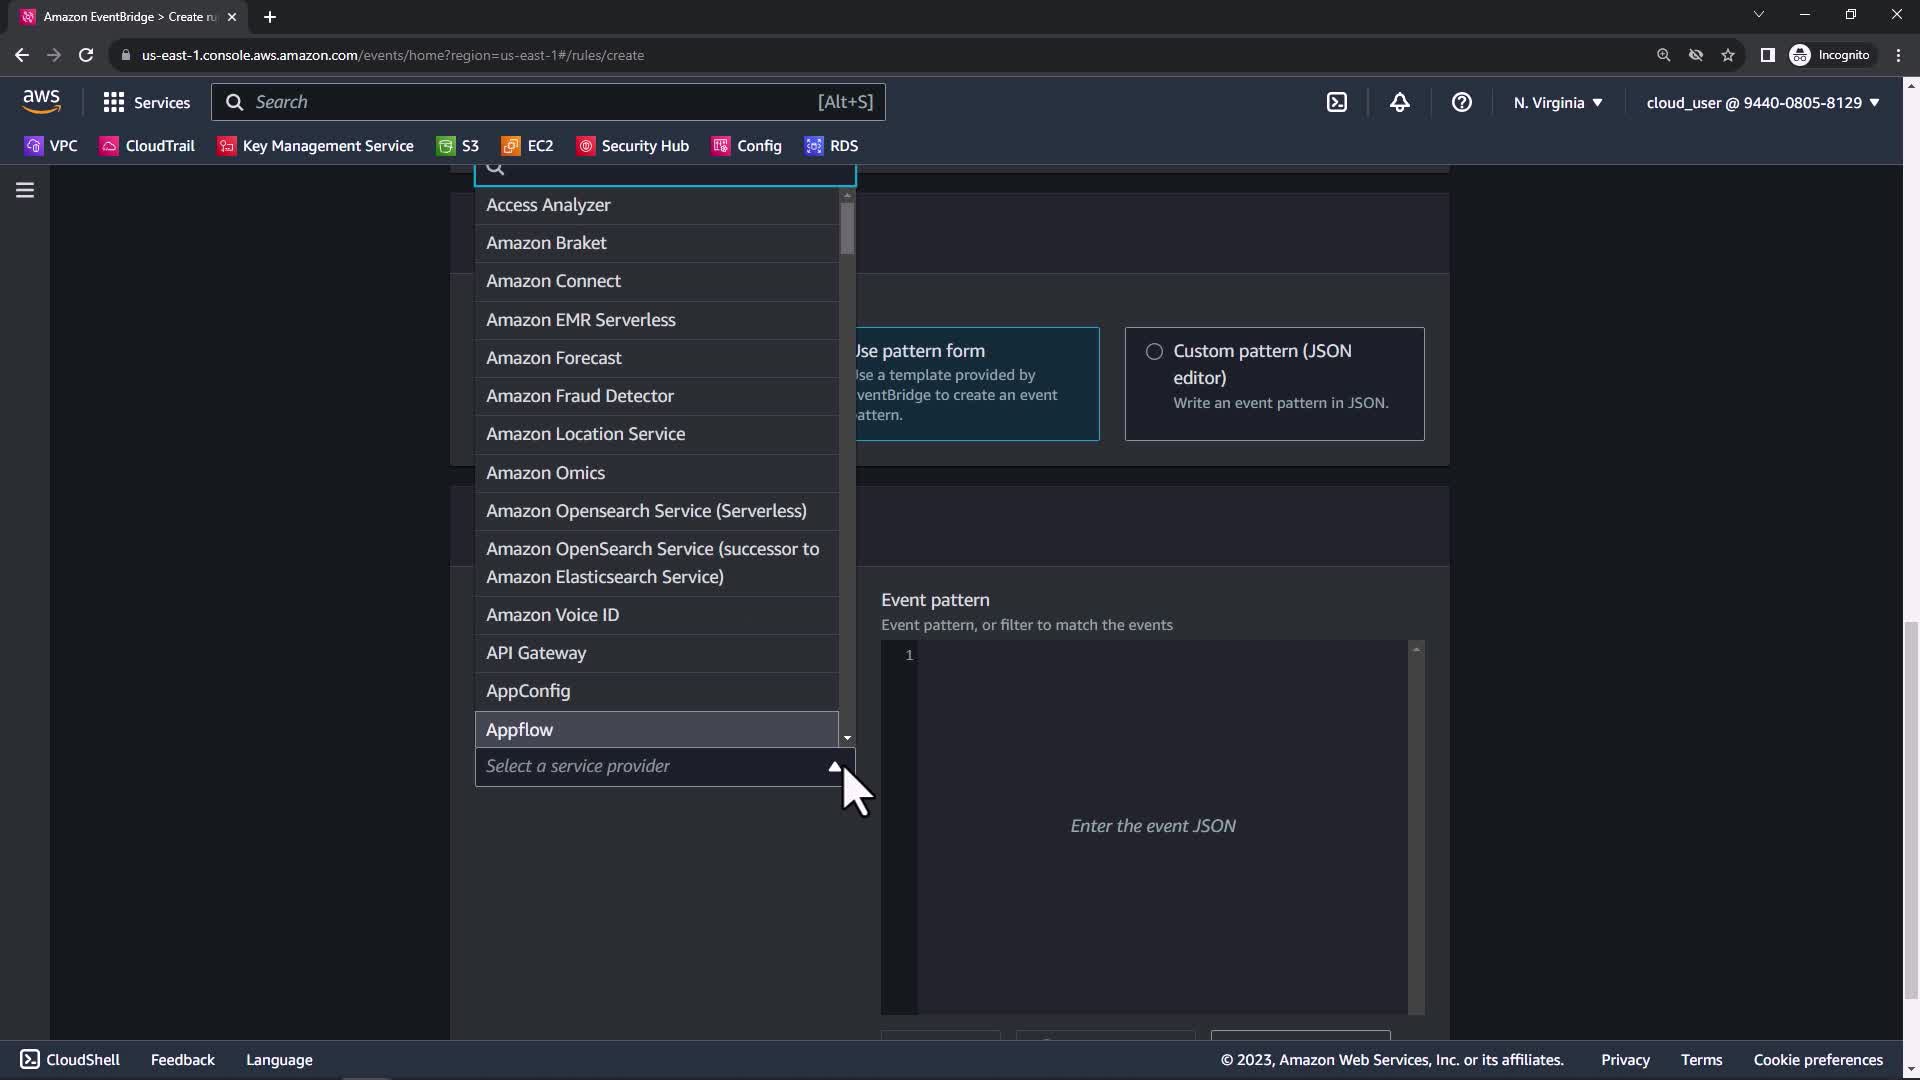 Amazon EventBridge > Create ru
us-east-1.console.aws.amazon.com/events/home?region=us-east-1#/rules/create
Incognito
aws
Services
Search
[Alt+S]
N. Virginia
cloud_user @ 9440-0805-8129
VPC
CloudTrail
Key Management Service
S3
EC2
Security Hub
Config
RDS
Access Analyzer
Amazon Braket
Amazon Connect
Amazon EMR Serverless
Amazon Forecast
Amazon Fraud Detector
Amazon Location Service
Amazon Omics
Amazon Opensearch Service (Serverless)
Amazon OpenSearch Service (successor to
Amazon Elasticsearch Service)
Amazon Voice ID
API Gateway
AppConfig
Appflow
Select a service provider
Use pattern form
Use a template provided by
EventBridge to create an event
pattern.
Custom pattern (JSON
editor)
Write an event pattern in JSON.
Event pattern
Event pattern, or filter to match the events
1
Enter the event JSON
CloudShell
Feedback
Language
© 2023, Amazon Web Services, Inc. or its affiliates.
Privacy
Terms
Cookie preferences